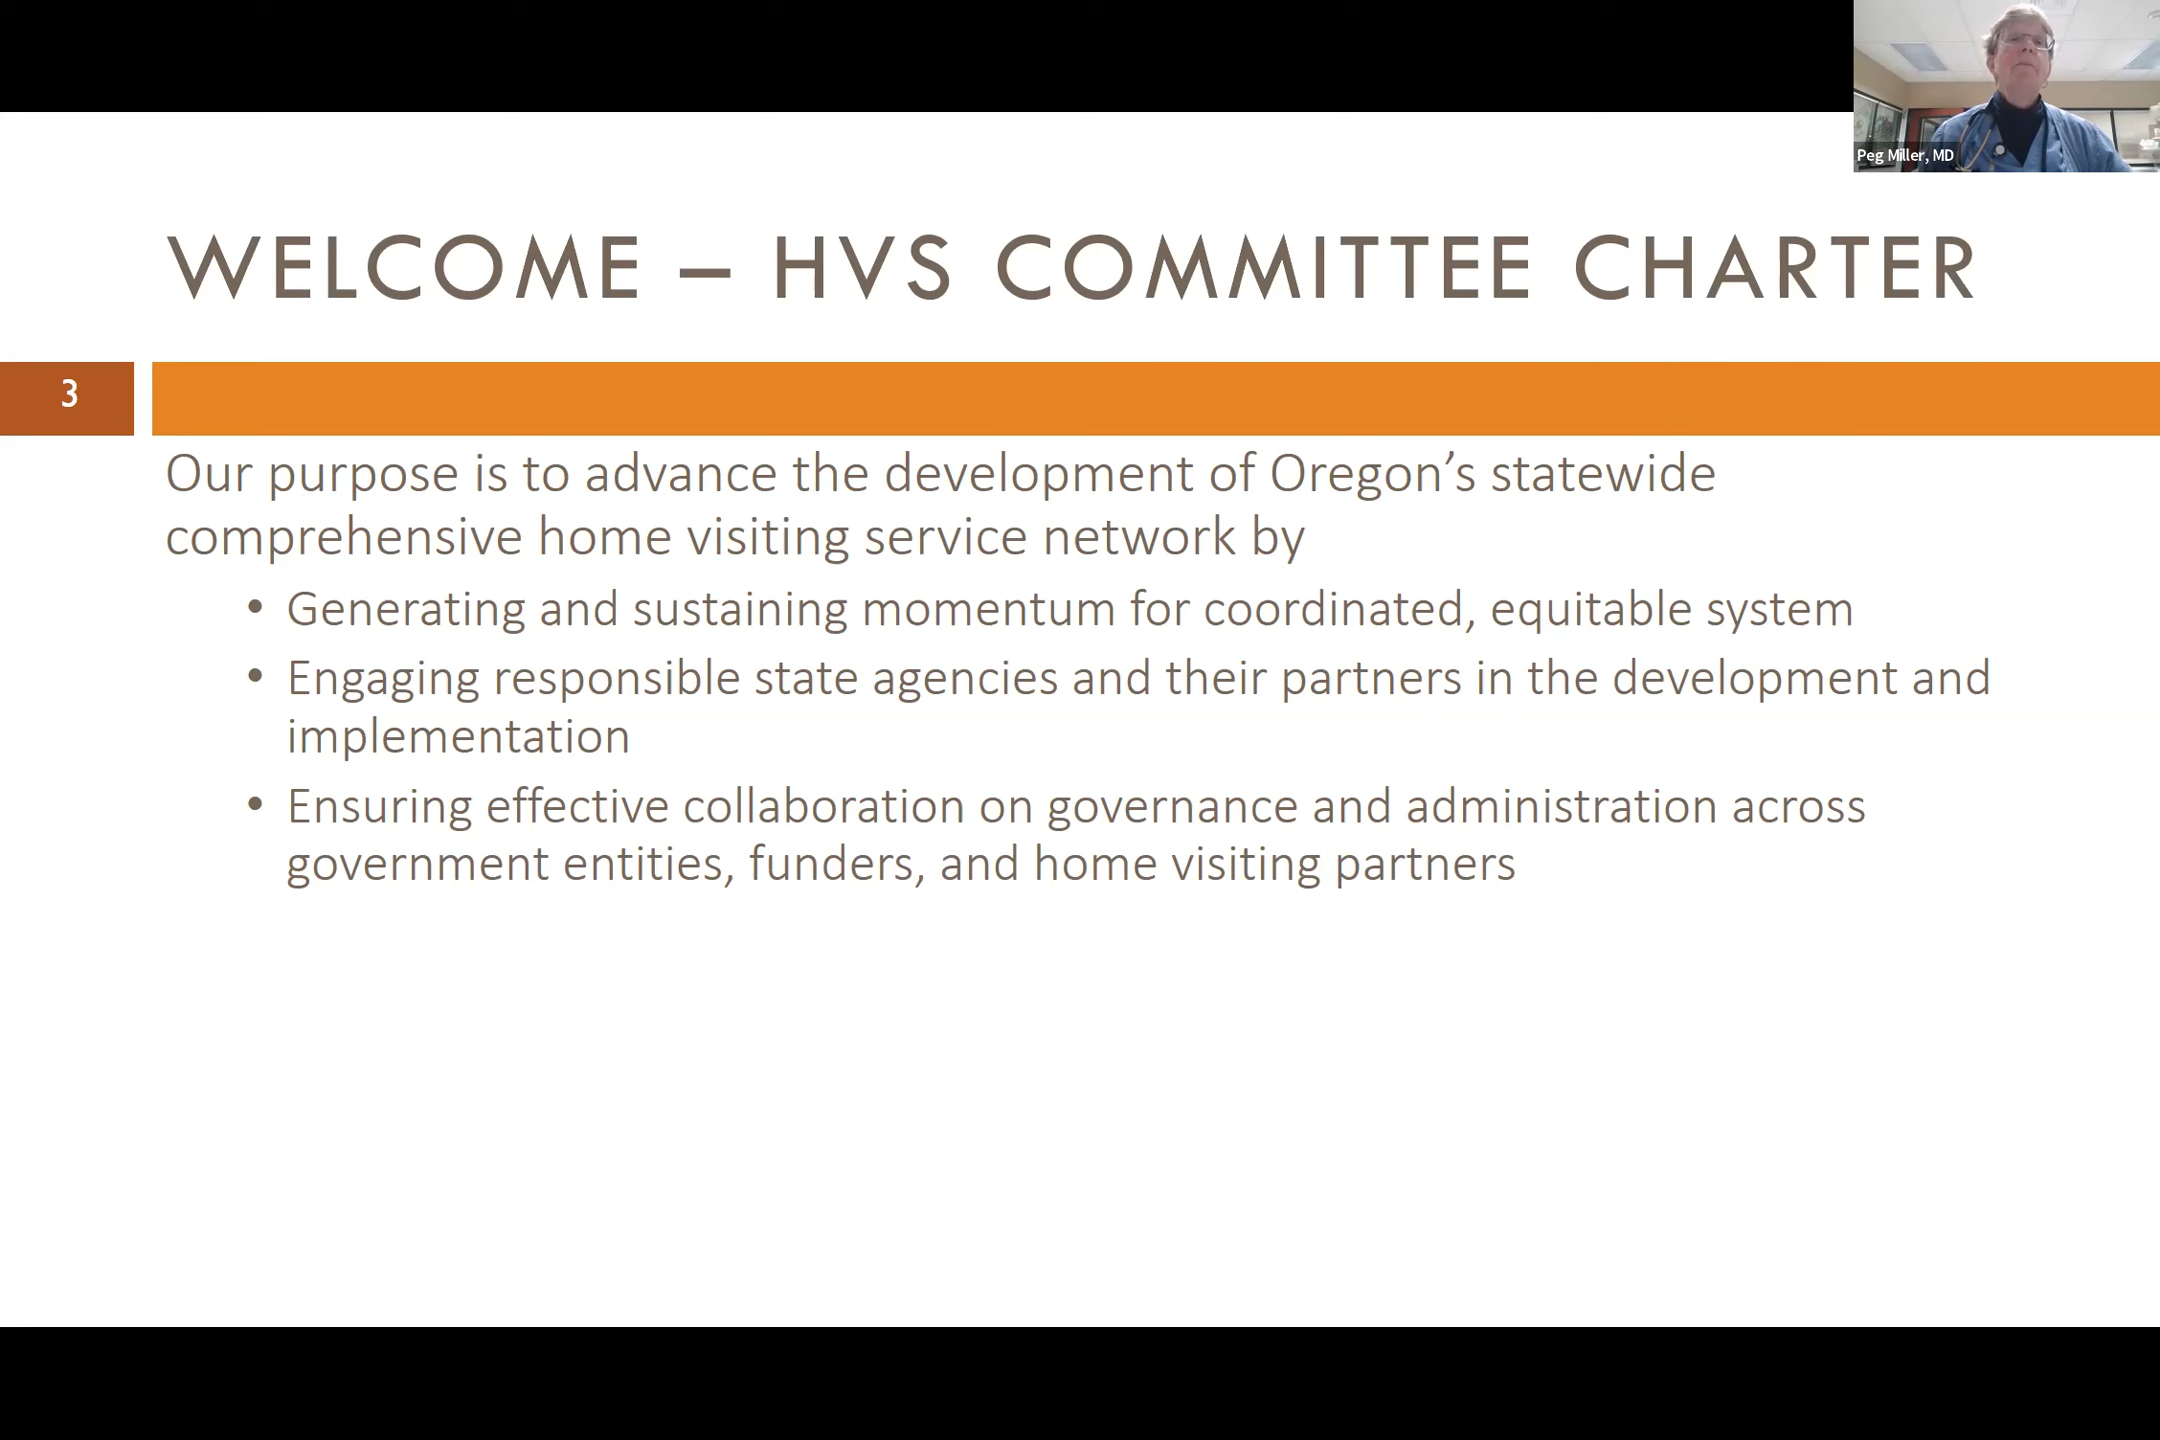 Peg Miller, MD
WELCOME – HVS COMMITTEE CHARTER
3
Our purpose is to advance the development of Oregon’s statewide
comprehensive home visiting service network by
• Generating and sustaining momentum for coordinated, equitable system
• Engaging responsible state agencies and their partners in the development and
implementation
• Ensuring effective collaboration on governance and administration across
government entities, funders, and home visiting partners